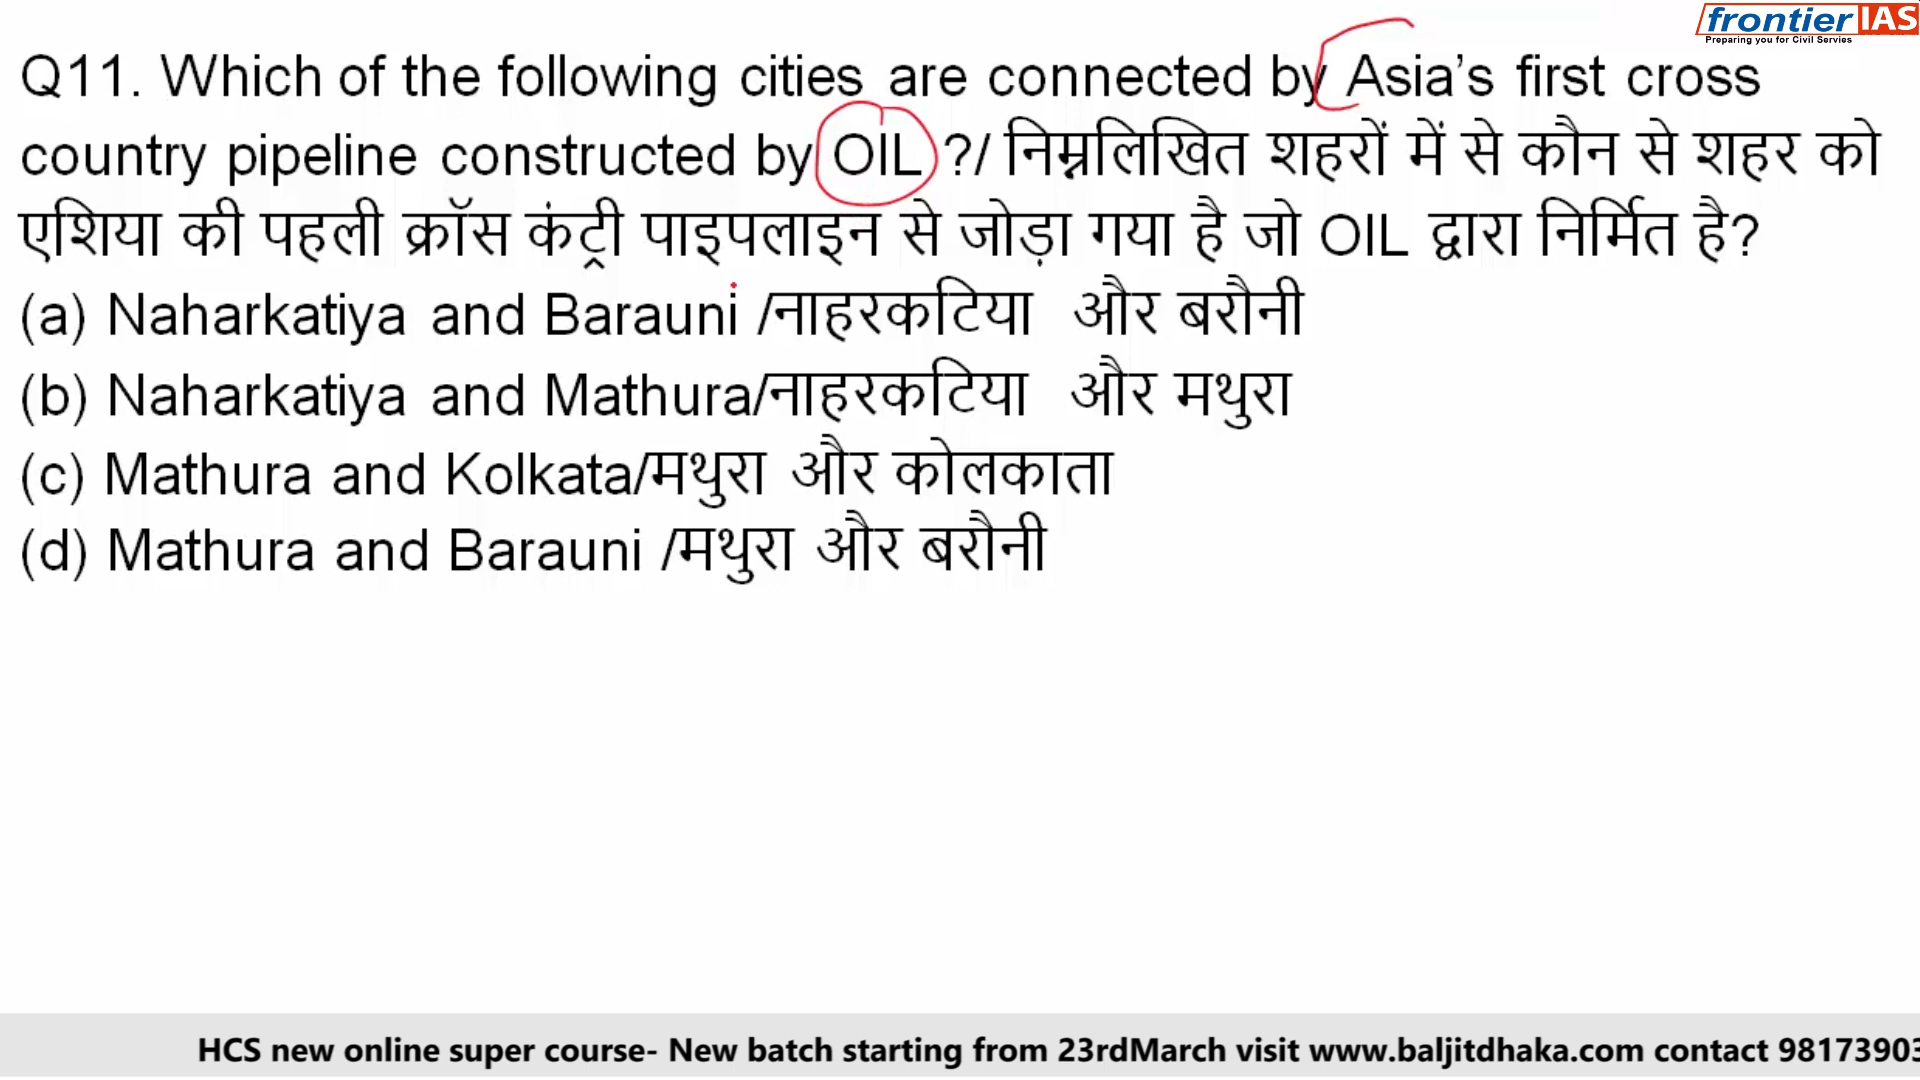 frontier IAS
Preparing you for Civil Servies
Q11. Which of the following cities are connected by Asia's first cross
country pipeline constructed by OIL ?/ निम्नलिखित शहरों में से कौन से शहर को
एशिया की पहली क्रॉस कंट्री पाइपलाइन से जोड़ा गया है जो OIL द्वारा निर्मित है?
(a) Naharkatiya and Barauni /नाहरकटिया और बरौनी
(b) Naharkatiya and Mathura/नाहरकटिया और मथुरा
(c) Mathura and Kolkata/मथुरा और कोलकाता
(d) Mathura and Barauni /मथुरा और बरौनी
HCS new online super course- New batch starting from 23rdMarch visit www.baljitdhaka.com contact 9817390